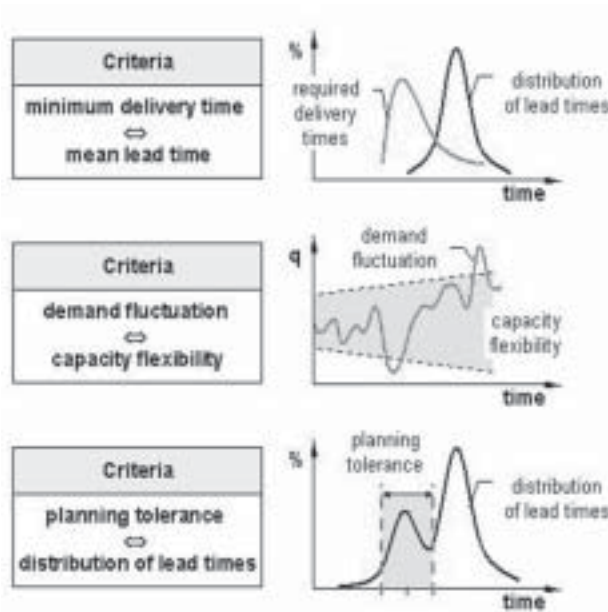 Criteria
minimum delivery time
⇔
mean lead time
%
required
delivery
times
distribution
of lead times
time
Criteria
demand fluctuation
⇔
capacity flexibility
q
demand
fluctuation
capacity
flexibility
time
Criteria
planning tolerance
⇔
distribution of lead times
%
planning
tolerance
distribution
of lead times
time